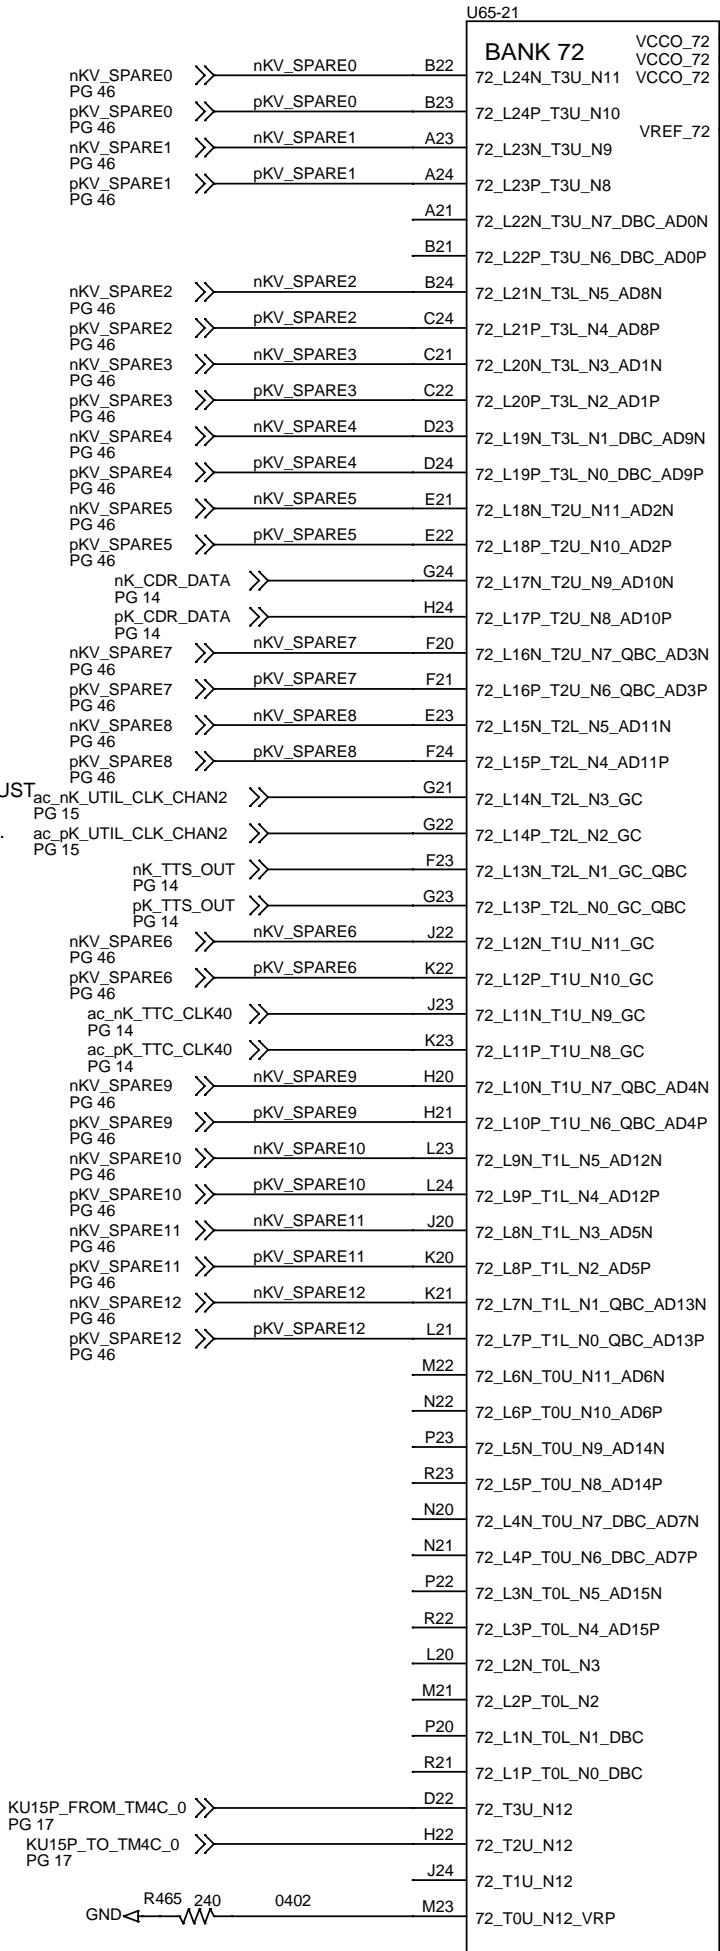 U65-21
BANK 72
VCCO_72
VCCO_72
VCCO_72
VREF_72
nKV_SPARE0 nKV_SPARE0 B22 72_L24N_T3U_N11
PG 46
pKV_SPARE0 pKV_SPARE0 B23 72_L24P_T3U_N10
PG 46
nKV_SPARE1 nKV_SPARE1 A23 72_L23N_T3U_N9
PG 46
pKV_SPARE1 pKV_SPARE1 A24 72_L23P_T3U_N8
PG 46
A21 72_L22N_T3U_N7_DBC_AD0N
B21 72_L22P_T3U_N6_DBC_AD0P
nKV_SPARE2 nKV_SPARE2 B24 72_L21N_T3L_N5_AD8N
PG 46
pKV_SPARE2 pKV_SPARE2 C24 72_L21P_T3L_N4_AD8P
PG 46
nKV_SPARE3 nKV_SPARE3 C21 72_L20N_T3L_N3_AD1N
PG 46
pKV_SPARE3 pKV_SPARE3 C22 72_L20P_T3L_N2_AD1P
PG 46
nKV_SPARE4 nKV_SPARE4 D23 72_L19N_T3L_N1_DBC_AD9N
PG 46
pKV_SPARE4 pKV_SPARE4 D24 72_L19P_T3L_N0_DBC_AD9P
PG 46
nKV_SPARE5 nKV_SPARE5 E21 72_L18N_T2U_N11_AD2N
PG 46
pKV_SPARE5 pKV_SPARE5 E22 72_L18P_T2U_N10_AD2P
PG 46
nK_CDR_DATA G24 72_L17N_T2U_N9_AD10N
PG 14
pK_CDR_DATA H24 72_L17P_T2U_N8_AD10P
PG 14
nKV_SPARE7 nKV_SPARE7 F20 72_L16N_T2U_N7_QBC_AD3N
PG 46
pKV_SPARE7 pKV_SPARE7 F21 72_L16P_T2U_N6_QBC_AD3P
PG 46
nKV_SPARE8 nKV_SPARE8 E23 72_L15N_T2L_N5_AD11N
PG 46
pKV_SPARE8 pKV_SPARE8 F24 72_L15P_T2L_N4_AD11P
PG 46
UST ac_nK_UTIL_CLK_CHAN2 G21 72_L14N_T2L_N3_GC
PG 15
. ac_pK_UTIL_CLK_CHAN2 G22 72_L14P_T2L_N2_GC
PG 15
nK_TTS_OUT F23 72_L13N_T2L_N1_GC_QBC
PG 14
pK_TTS_OUT G23 72_L13P_T2L_N0_GC_QBC
PG 14
nKV_SPARE6 nKV_SPARE6 J22 72_L12N_T1U_N11_GC
PG 46
pKV_SPARE6 pKV_SPARE6 K22 72_L12P_T1U_N10_GC
PG 46
ac_nK_TTC_CLK40 J23 72_L11N_T1U_N9_GC
PG 14
ac_pK_TTC_CLK40 K23 72_L11P_T1U_N8_GC
PG 14
nKV_SPARE9 nKV_SPARE9 H20 72_L10N_T1U_N7_QBC_AD4N
PG 46
pKV_SPARE9 pKV_SPARE9 H21 72_L10P_T1U_N6_QBC_AD4P
PG 46
nKV_SPARE10 nKV_SPARE10 L23 72_L9N_T1L_N5_AD12N
PG 46
pKV_SPARE10 pKV_SPARE10 L24 72_L9P_T1L_N4_AD12P
PG 46
nKV_SPARE11 nKV_SPARE11 J20 72_L8N_T1L_N3_AD5N
PG 46
pKV_SPARE11 pKV_SPARE11 K20 72_L8P_T1L_N2_AD5P
PG 46
nKV_SPARE12 nKV_SPARE12 K21 72_L7N_T1L_N1_QBC_AD13N
PG 46
pKV_SPARE12 pKV_SPARE12 L21 72_L7P_T1L_N0_QBC_AD13P
PG 46
M22 72_L6N_T0U_N11_AD6N
N22 72_L6P_T0U_N10_AD6P
P23 72_L5N_T0U_N9_AD14N
R23 72_L5P_T0U_N8_AD14P
N20 72_L4N_T0U_N7_DBC_AD7N
N21 72_L4P_T0U_N6_DBC_AD7P
P22 72_L3N_T0L_N5_AD15N
R22 72_L3P_T0L_N4_AD15P
L20 72_L2N_T0L_N3
M21 72_L2P_T0L_N2
P20 72_L1N_T0L_N1_DBC
R21 72_L1P_T0L_N0_DBC
KU15P_FROM_TM4C_0 D22 72_T3U_N12
PG 17
KU15P_TO_TM4C_0 H22 72_T2U_N12
PG 17
J24 72_T1U_N12
GND R465 240 0402 M23 72_T0U_N12_VRP